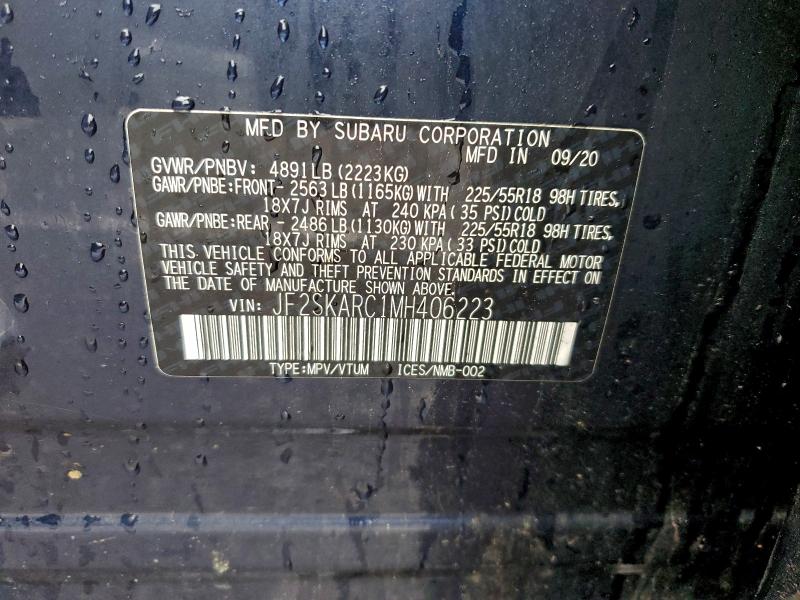 MFD BY SUBARU CORPORATION
MFD IN 09/20
GVWR/PNBV: 4891LB (2223KG)
GAWR/PNBE:FRONT- 2563 LB (1165KG) WITH 225/55R18 98H TIRES,
18X7J RIMS AT 240 KPA ( 35 PSI) COLD
GAWR/PNBE:REAR - 2486 LB (1130KG) WITH 225/55R18 98H TIRES,
18X7J RIMS AT 230 KPA ( 33 PSI) COLD
THIS VEHICLE CONFORMS TO ALL APPLICABLE FEDERAL MOTOR
VEHICLE SAFETY AND THEFT PREVENTION STANDARDS IN EFFECT ON
THE DATE OF MANUFACTURE SHOWN ABOVE.
VIN: JF2SKARC1MH406223
TYPE:MPV/VTUM ICES/NMB-002